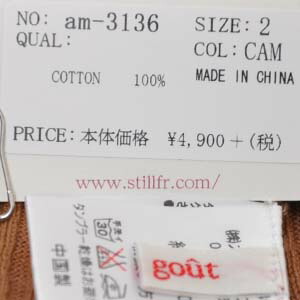 NO: am-3136
SIZE: 2
QUAL:
COL: CAM
COTTON 100%
MADE IN CHINA
PRICE: 本体価格 ¥4,900+(税)
www.stillfr.com/
goût
30
中国製